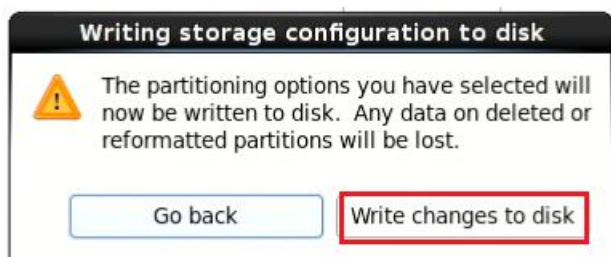 Writing storage configuration to disk
The partitioning options you have selected will
now be written to disk. Any data on deleted or
reformatted partitions will be lost.
Go back
Write changes to disk